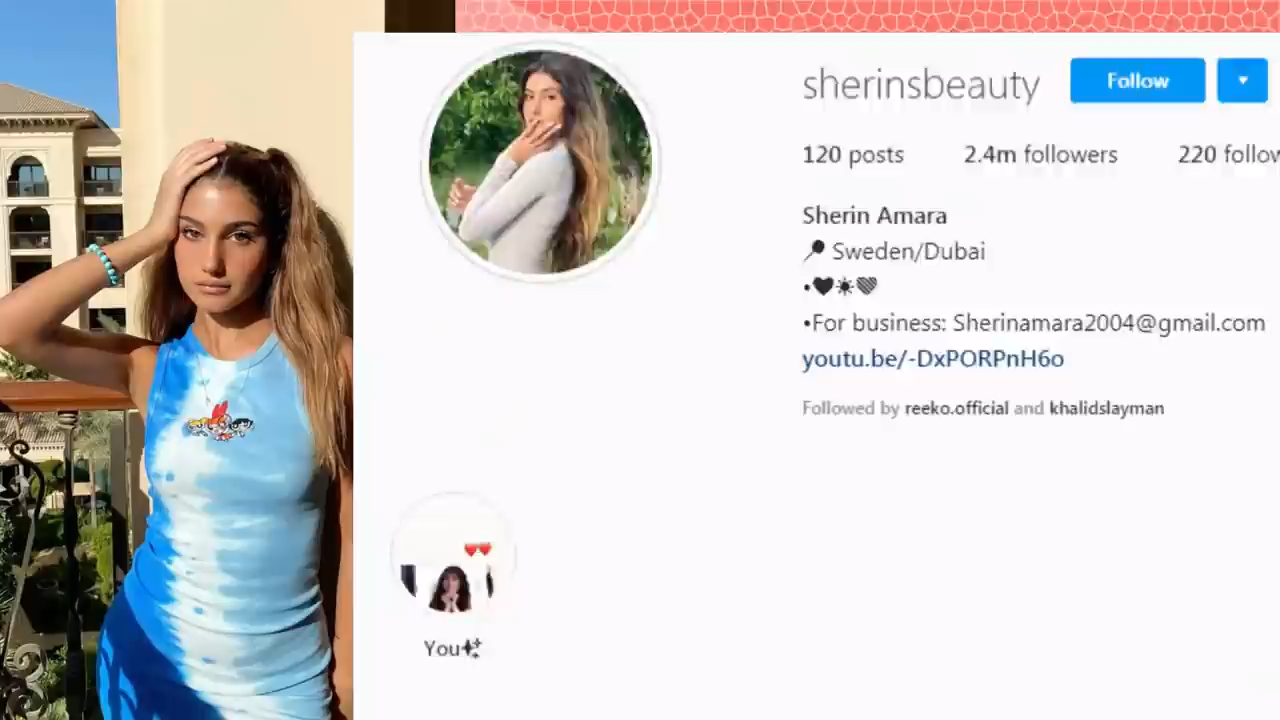 sherinsbeauty Follow
120 posts 2.4m followers 220 follow
Sherin Amara
Sweden/Dubai
•For business: Sherinamara2004@gmail.com
youtu.be/-DxPORPnH6o
Followed by reeko.official and khalidslayman
You